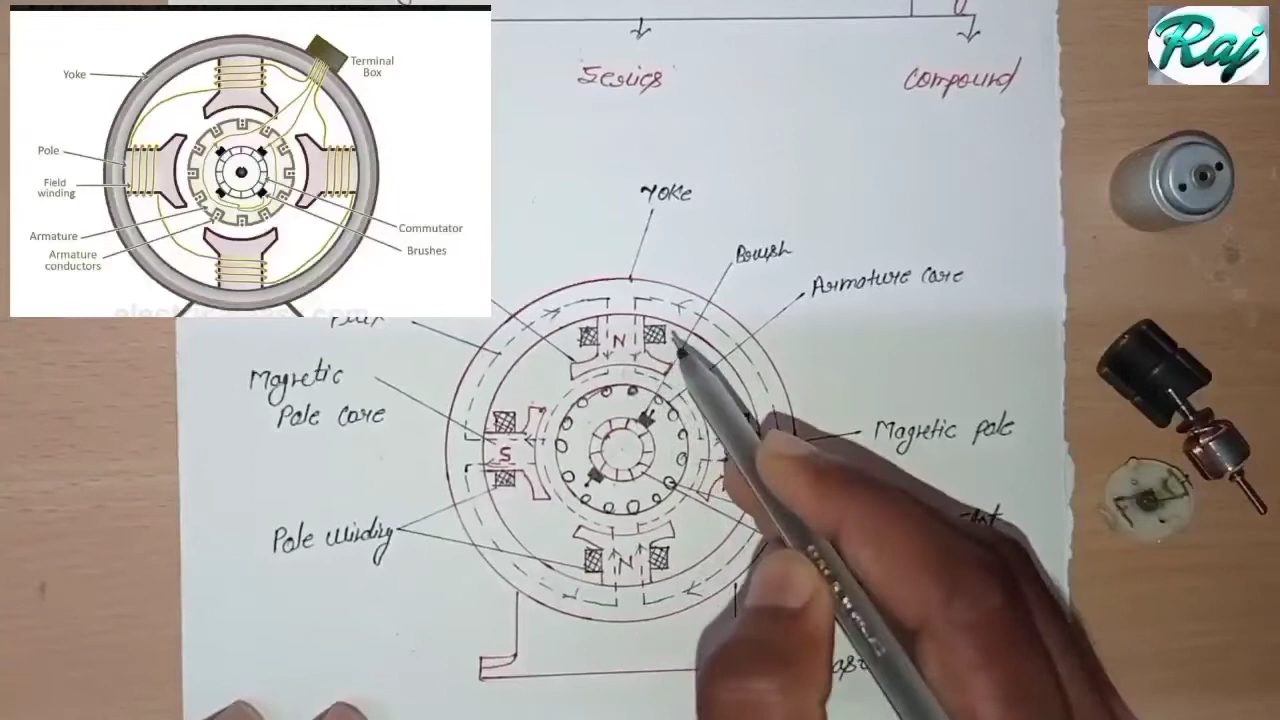 Series
Compound
Raj
Yoke
Terminal
Box
Pole
Field
winding
Armature
Armature
conductors
Commutator
Brushes
Yoke
Brush
Armature core
Flux
Magnetic
Pole core
N
S
N
Magnetic pole
Pole winding